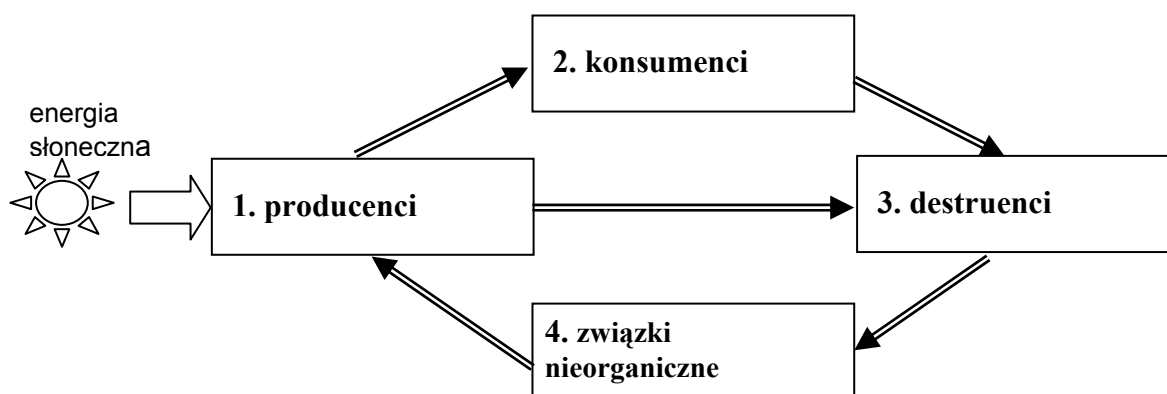 energia
słoneczna
1. producenci
2. konsumenci
3. destruenci
4. związki
nieorganiczne